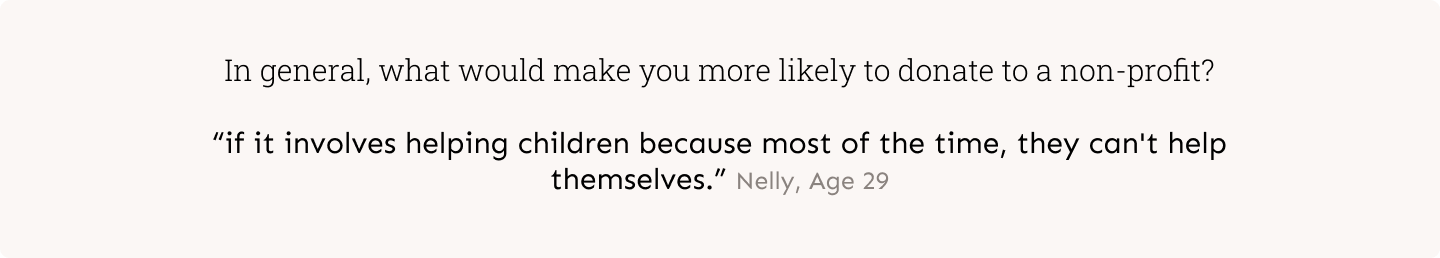 In general, what would make you more likely to donate to a non-profit?
“if it involves helping children because most of the time, they can't help
themselves.” Nelly, Age 29